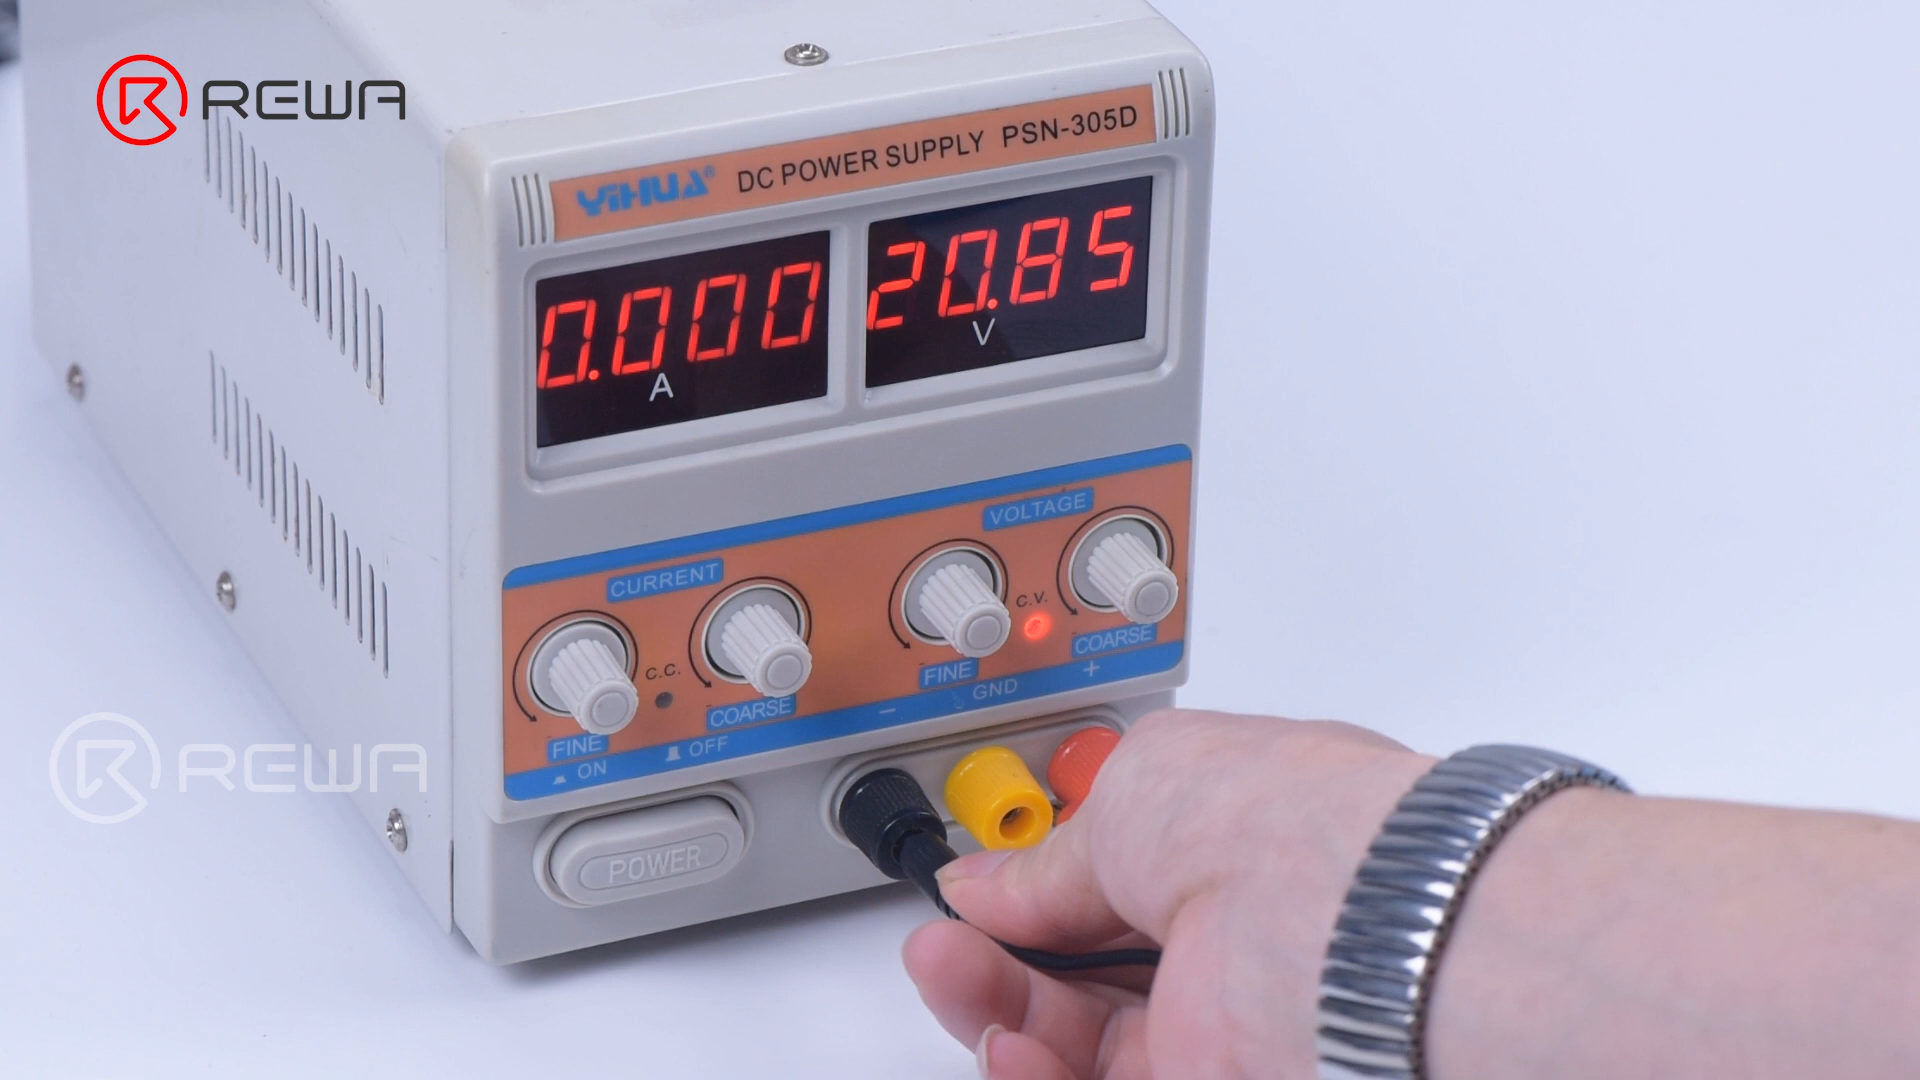 REWA
YIHUA® DC POWER SUPPLY PSN-305D
0.000
A
20.85
V
CURRENT
VOLTAGE
C.C.
C.V.
FINE
COARSE
FINE
COARSE
ON
OFF
−
GND
+
POWER
REWA